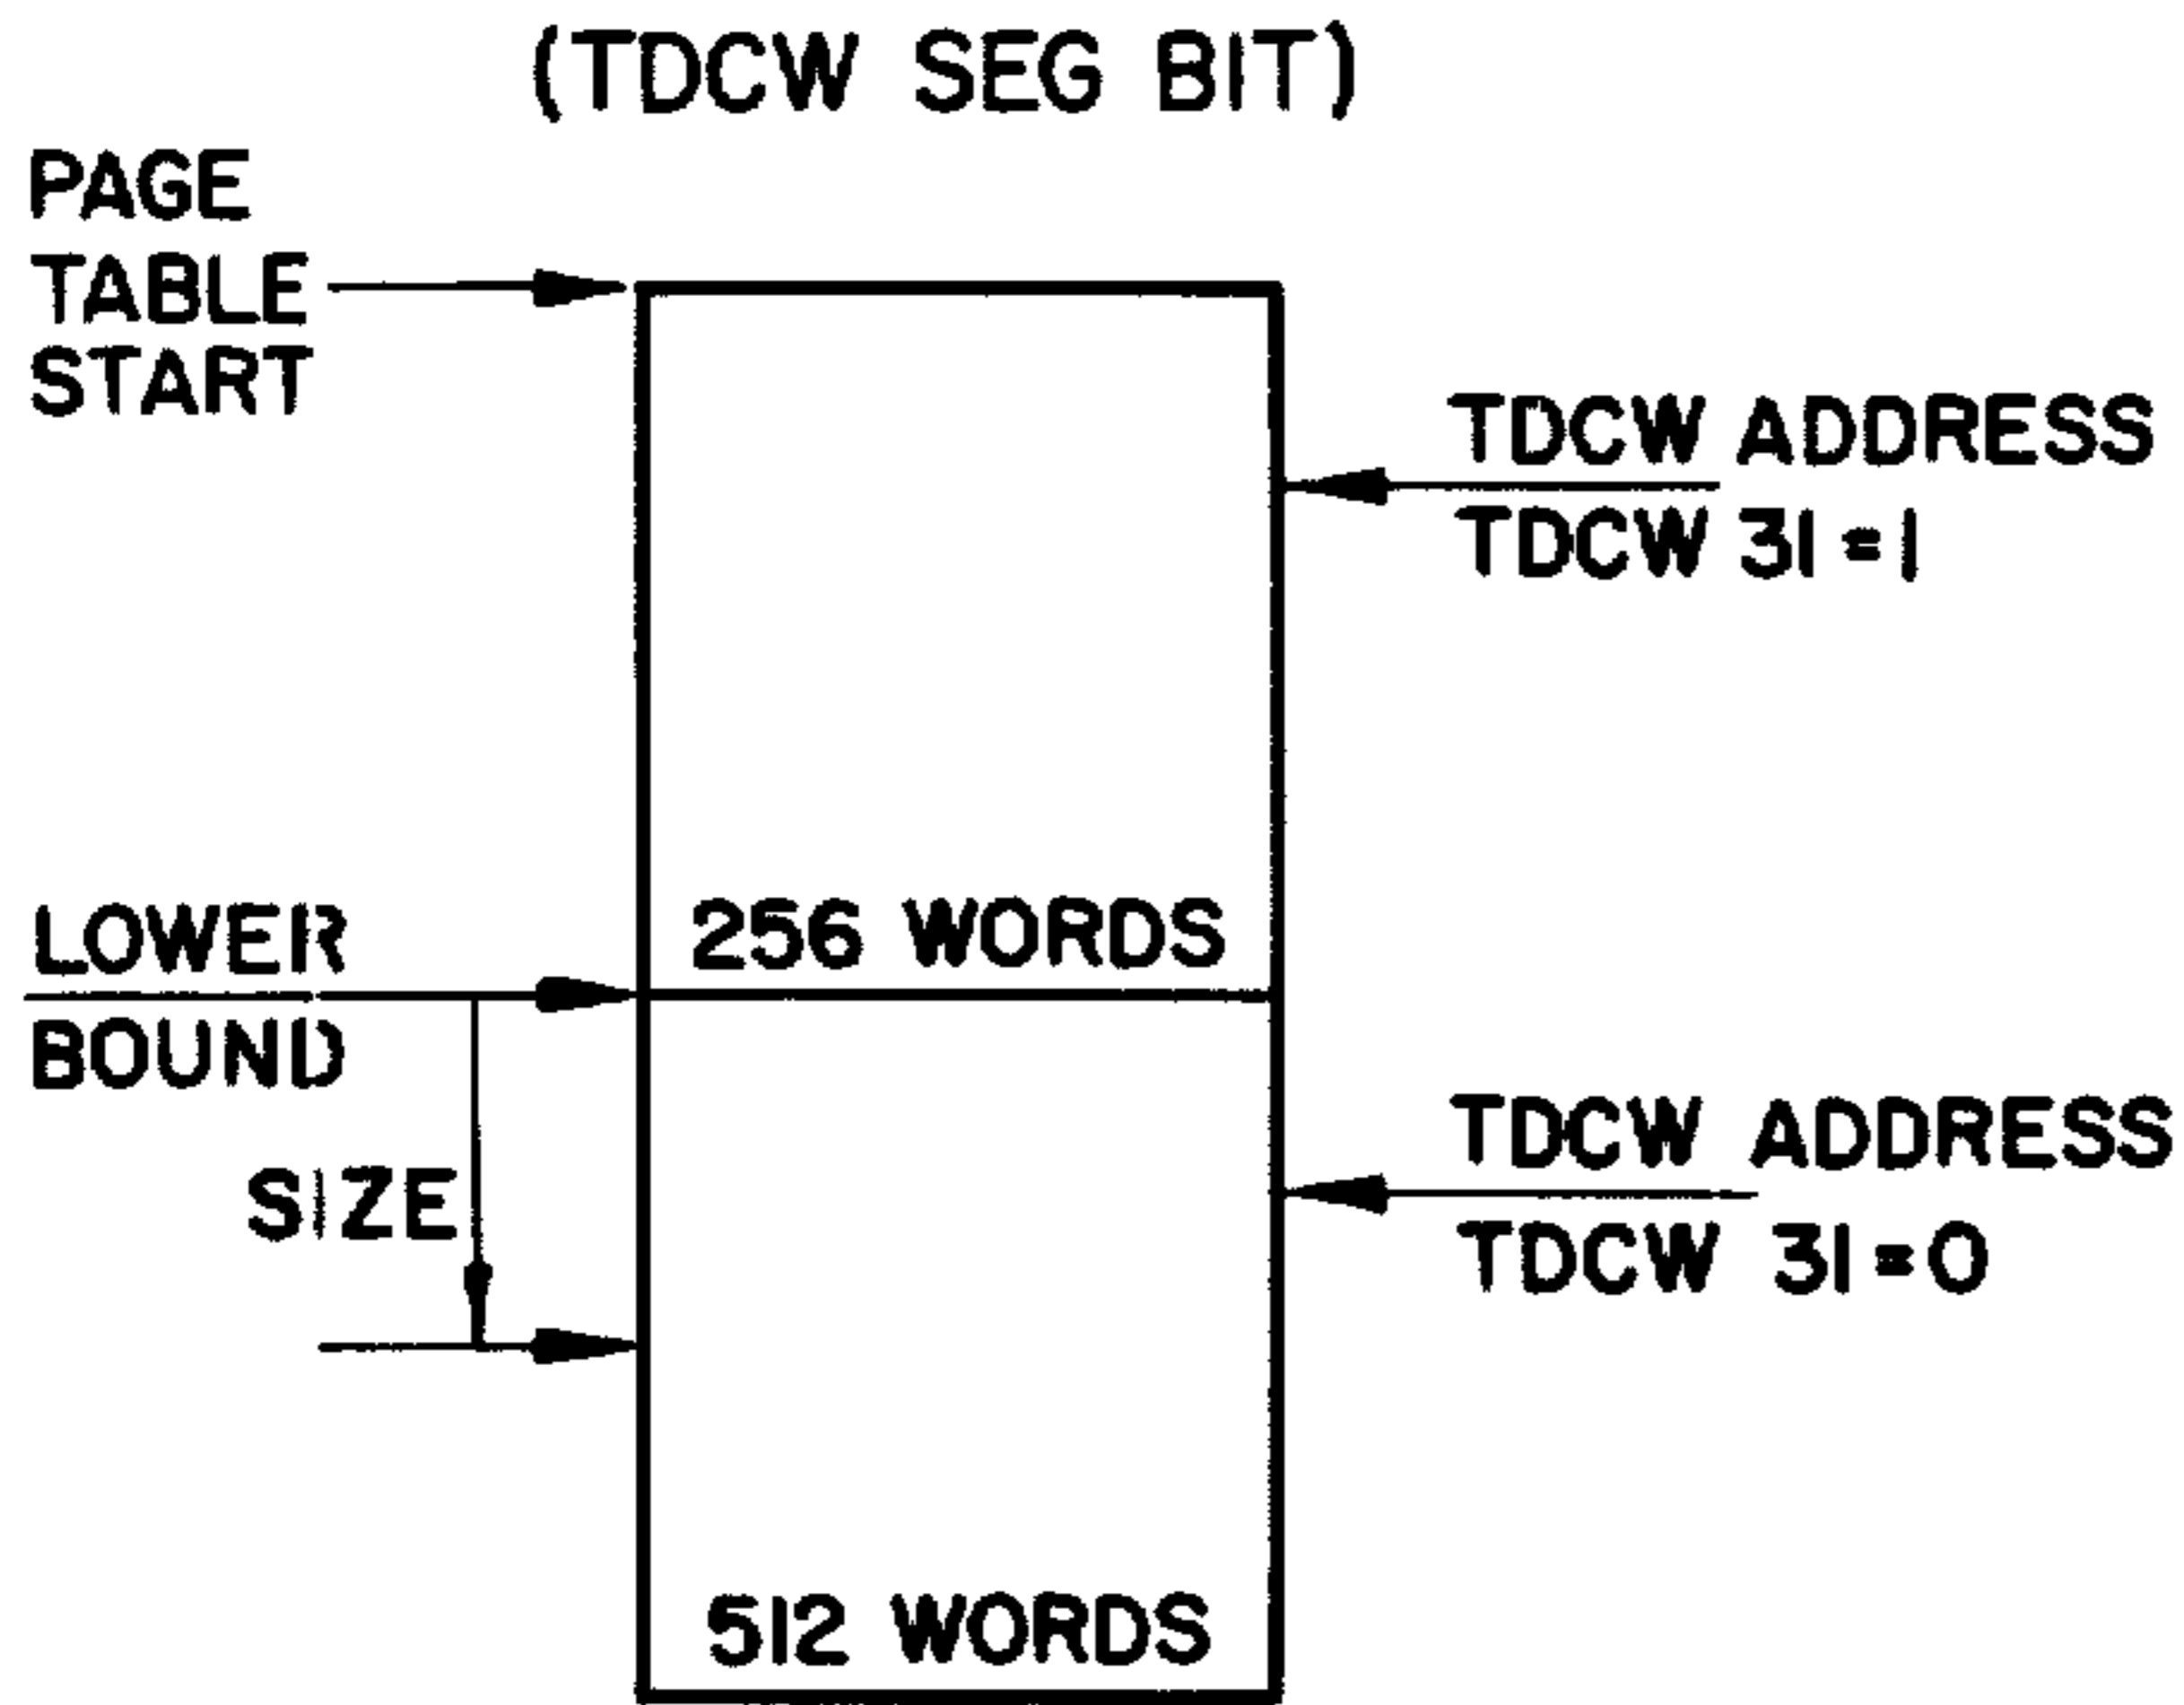 (TDCW SEG BIT)
PAGE
TABLE
START
TDCW ADDRESS
TDCW 31=1
LOWER
BOUND
256 WORDS
SIZE
TDCW ADDRESS
TDCW 31=0
512 WORDS